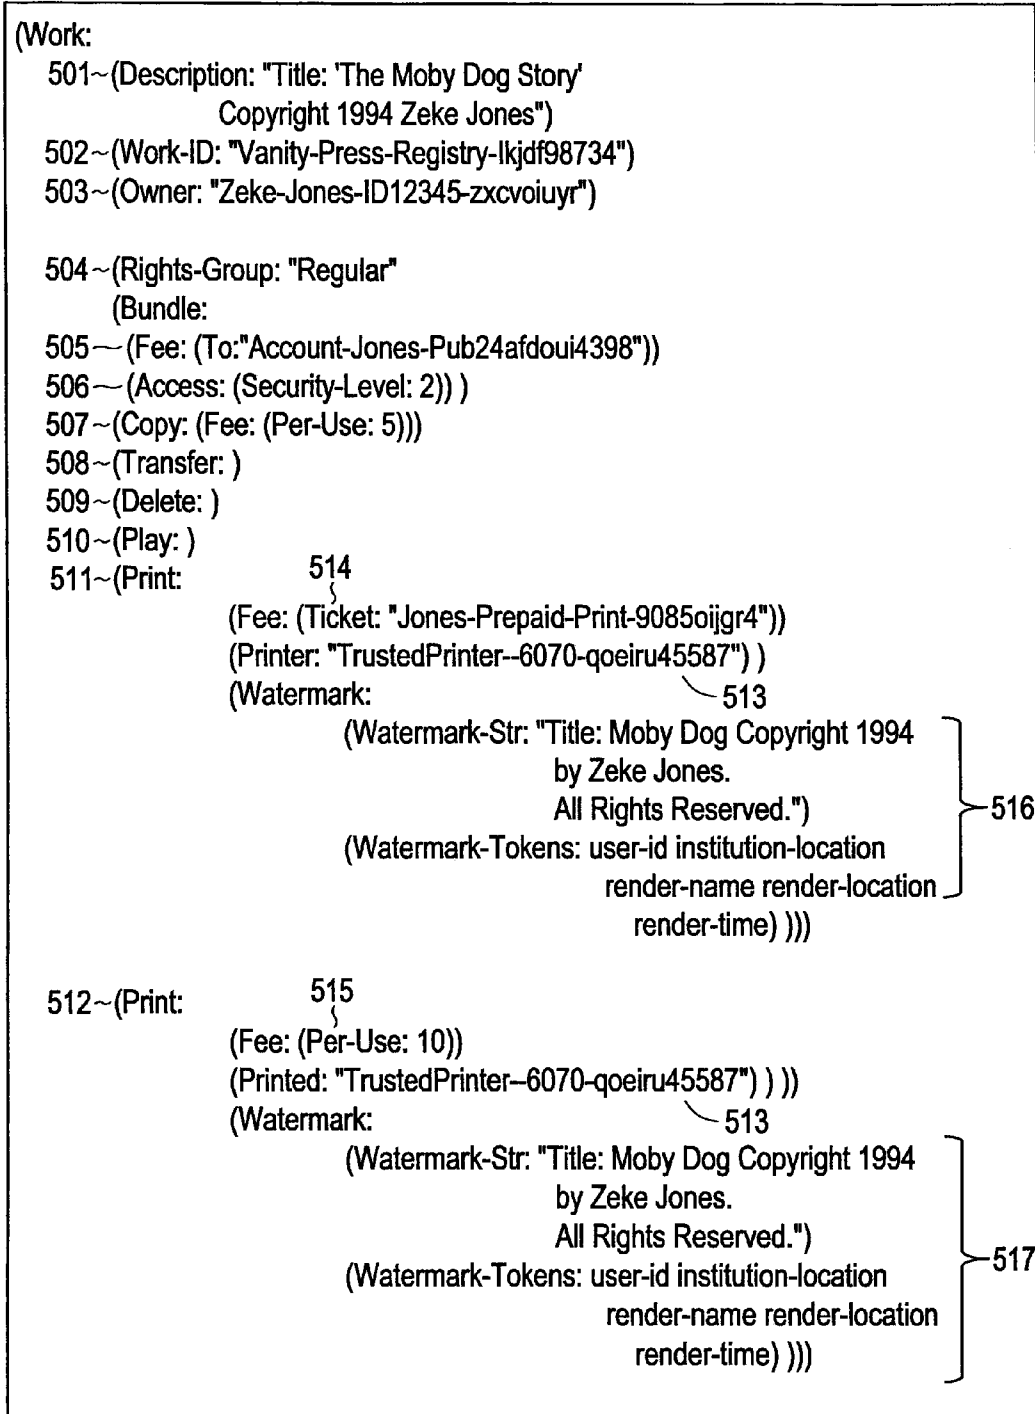 (Work:
501~(Description: "Title: 'The Moby Dog Story'
Copyright 1994 Zeke Jones")
502~(Work-ID: "Vanity-Press-Registry-lkjdf98734")
503~(Owner: "Zeke-Jones-ID12345-zxcvoiuyr")
504~(Rights-Group: "Regular"
(Bundle:
505~(Fee: (To:"Account-Jones-Pub24afdoui4398"))
506~(Access: (Security-Level: 2)) )
507~(Copy: (Fee: (Per-Use: 5)))
508~(Transfer: )
509~(Delete: )
510~(Play: )
511~(Print:
514
(Fee: (Ticket: "Jones-Prepaid-Print-9085oijgr4"))
(Printer: "TrustedPrinter--6070-qoeiru45587") )
(Watermark:
513
(Watermark-Str: "Title: Moby Dog Copyright 1994
by Zeke Jones.
All Rights Reserved.")
516
(Watermark-Tokens: user-id institution-location
render-name render-location
render-time) )))
512~(Print:
515
(Fee: (Per-Use: 10))
(Printed: "TrustedPrinter--6070-qoeiru45587") ) ))
(Watermark:
513
(Watermark-Str: "Title: Moby Dog Copyright 1994
by Zeke Jones.
All Rights Reserved.")
517
(Watermark-Tokens: user-id institution-location
render-name render-location
render-time) )))